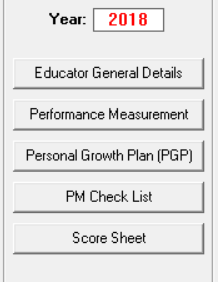 Year: 2018
Educator General Details
Performance Measurement
Personal Growth Plan (PGP)
PM Check List
Score Sheet